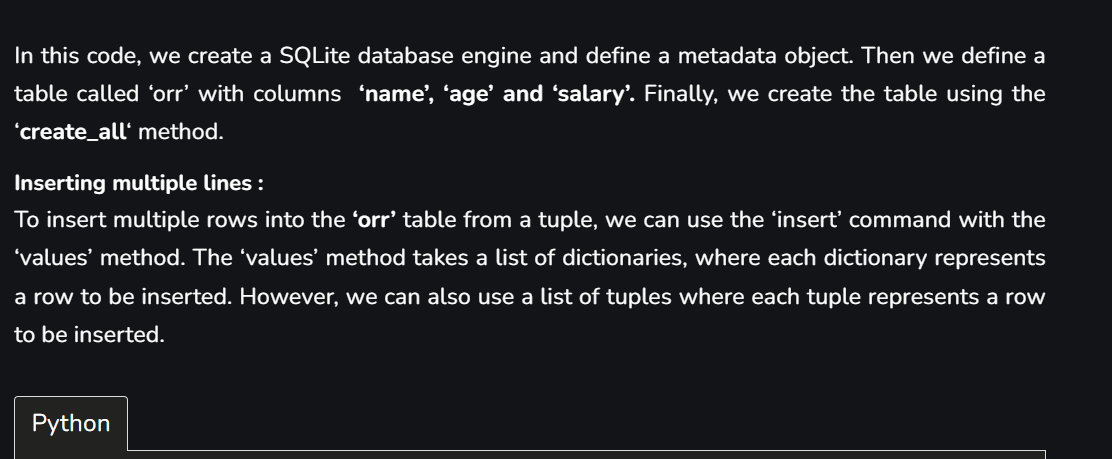 In this code, we create a SQLite database engine and define a metadata object. Then we define a
table called ‘orr’ with columns ‘name’, ‘age’ and ‘salary’. Finally, we create the table using the
‘create_all‘ method.
Inserting multiple lines :
To insert multiple rows into the ‘orr’ table from a tuple, we can use the ‘insert’ command with the
‘values’ method. The ‘values’ method takes a list of dictionaries, where each dictionary represents
a row to be inserted. However, we can also use a list of tuples where each tuple represents a row
to be inserted.
Python